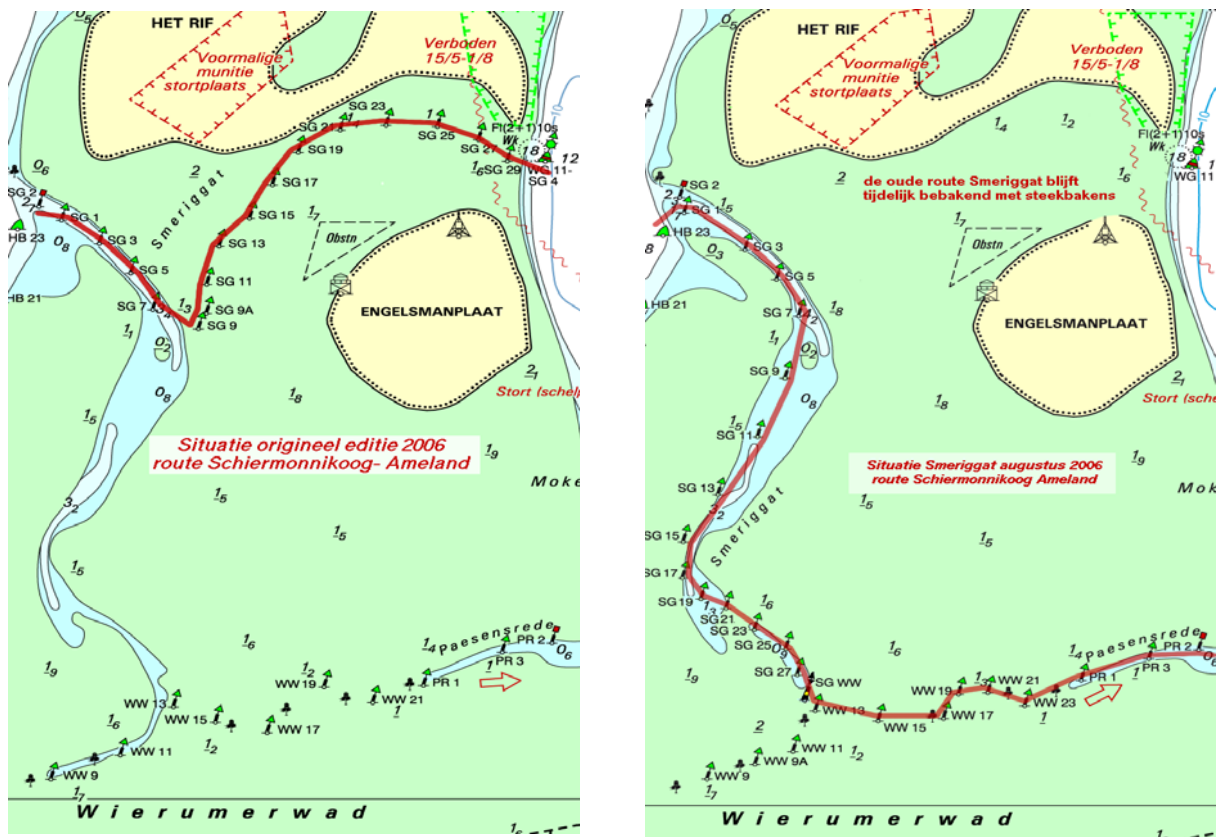 HET RIF
Voormalige
munitie
stortplaats
Verboden
15/5-1/8
Fl(2+1)10s
Wk
18
12
WG 11-
SG 4
SG 2
SG 1
SG 3
SG 5
SG 7
SG 9
SG 9A
SG 11
SG 13
SG 15
SG 17
SG 19
SG 21
SG 23
SG 25
SG 27
SG 29
HB 23
HB 21
Smeriggat
Obstn
ENGELSMANPLAAT
Stort (schelp
Situatie origineel editie 2006
route Schiermonnikoog- Ameland
Moke
Paesensrede
PR 2
PR 3
PR 1
WW 19
WW 21
WW 13
WW 15
WW 17
WW 11
WW 9
Wierumerwad
HET RIF
Voormalige
munitie
stortplaats
Verboden
15/5-1/8
Fl(2+1)10s
Wk
18
WG 11
de oude route Smeriggat blijft
tijdelijk bebakend met steekbakens
SG 2
SG 1
HB 23
SG 3
SG 5
HB 21
SG 7
SG 9
SG 11
SG 13
SG 15
SG 17
SG 19
SG 21
SG 23
SG 25
SG 27
SG WW
Smeriggat
Obstn
ENGELSMANPLAAT
Stort (sche
Situatie Smeriggat augustus 2006
route Schiermonnikoog Ameland
Mok
Paesensrede
PR 2
PR 3
PR 1
WW 19
WW 21
WW 23
WW 13
WW 15
WW 17
WW 11
WW 9A
WW 9
Wierumerwad